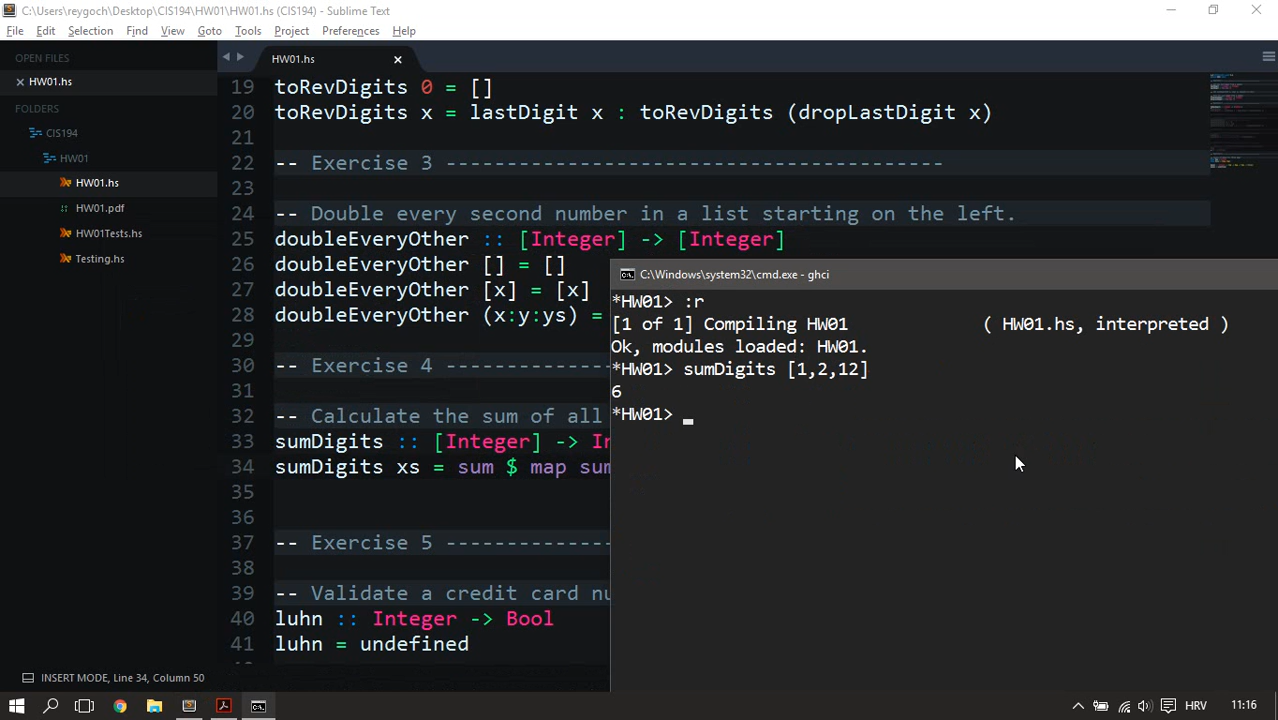 C:\Users\reygoch\Desktop\CIS194\HW01\HW01.hs (CIS194) - Sublime Text
File Edit Selection Find View Goto Tools Project Preferences Help
OPEN FILES
HW01.hs
FOLDERS
CIS194
HW01
HW01.hs
HW01.pdf
HW01Tests.hs
Testing.hs
HW01.hs
19 toRevDigits 0 = []
20 toRevDigits x = lastDigit x : toRevDigits (dropLastDigit x)
21
22 -- Exercise 3 -----------------------------------------
23
24 -- Double every second number in a list starting on the left.
25 doubleEveryOther :: [Integer] -> [Integer]
26 doubleEveryOther [] = []
27 doubleEveryOther [x] = [x]
28 doubleEveryOther (x:y:ys) =
29
30 -- Exercise 4 -------------
31
32 -- Calculate the sum of all
33 sumDigits :: [Integer] -> In
34 sumDigits xs = sum $ map sum
35
36
37 -- Exercise 5 -------------
38
39 -- Validate a credit card nu
40 luhn :: Integer -> Bool
41 luhn = undefined
C:\Windows\system32\cmd.exe - ghci
*HW01> :r
[1 of 1] Compiling HW01 ( HW01.hs, interpreted )
Ok, modules loaded: HW01.
*HW01> sumDigits [1,2,12]
6
*HW01>
INSERT MODE, Line 34, Column 50
HRV 11:16